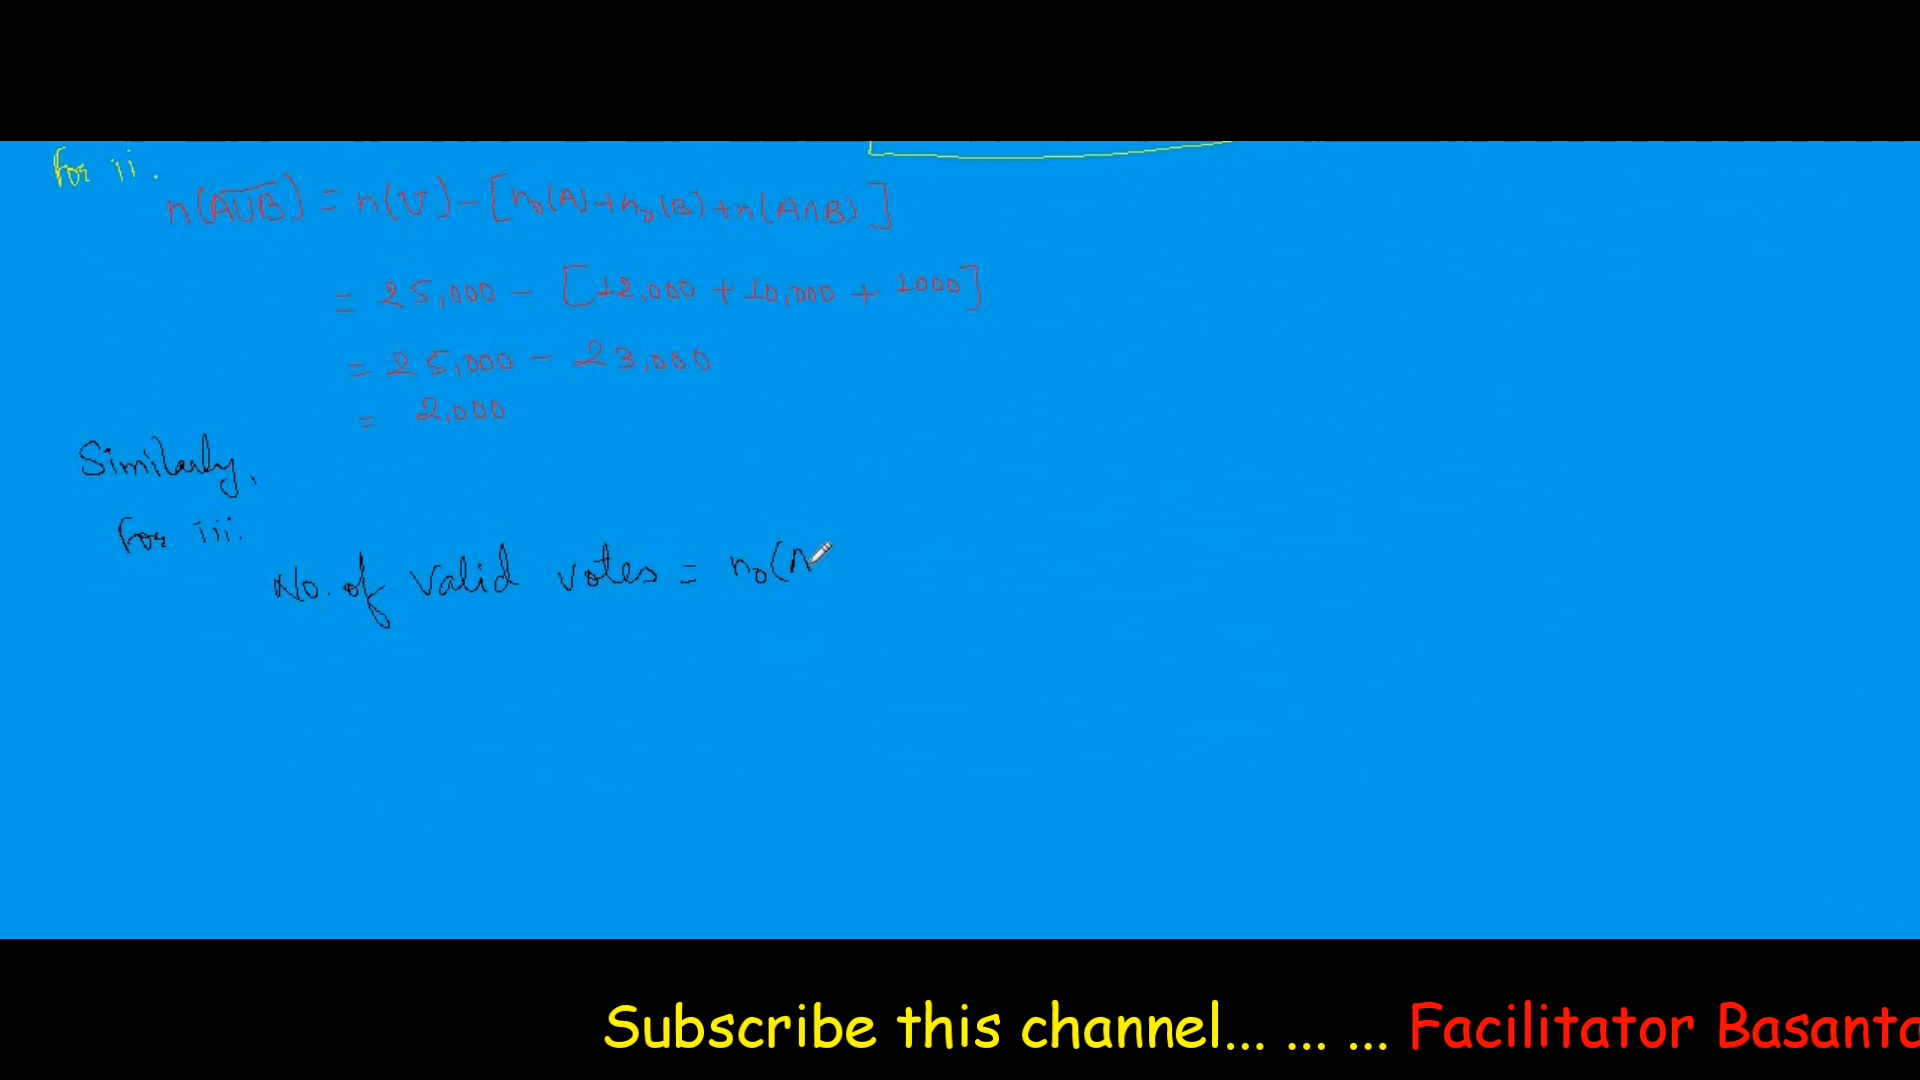 For ii.
n(A∪B)‾ = n(U) - [n₀(A) + n₀(B) + n(A∩B)]
= 25,000 - [12,000 + 10,000 + 1000]
= 25,000 - 23,000
= 2,000
Similarly,
For iii.
No. of valid votes = n₀(A
Subscribe this channel... ... ... Facilitator Basanta